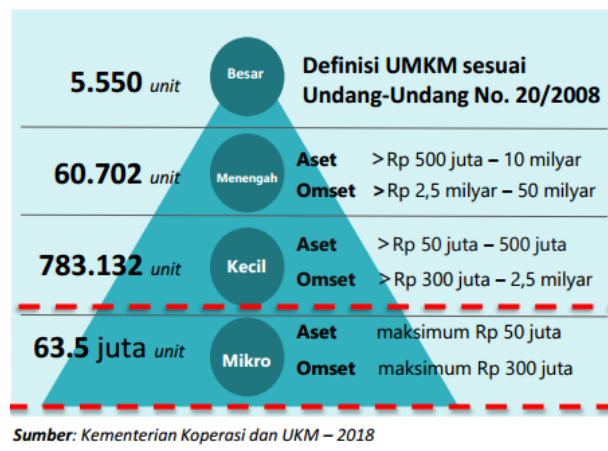 5.550 unit
Besar
Definisi UMKM sesuai
Undang-Undang No. 20/2008
60.702 unit
Menengah
Aset >Rp 500 juta – 10 milyar
Omset >Rp 2,5 milyar – 50 milyar
783.132 unit
Kecil
Aset >Rp 50 juta – 500 juta
Omset >Rp 300 juta – 2,5 milyar
63.5 juta unit
Mikro
Aset maksimum Rp 50 juta
Omset maksimum Rp 300 juta
Sumber: Kementerian Koperasi dan UKM – 2018